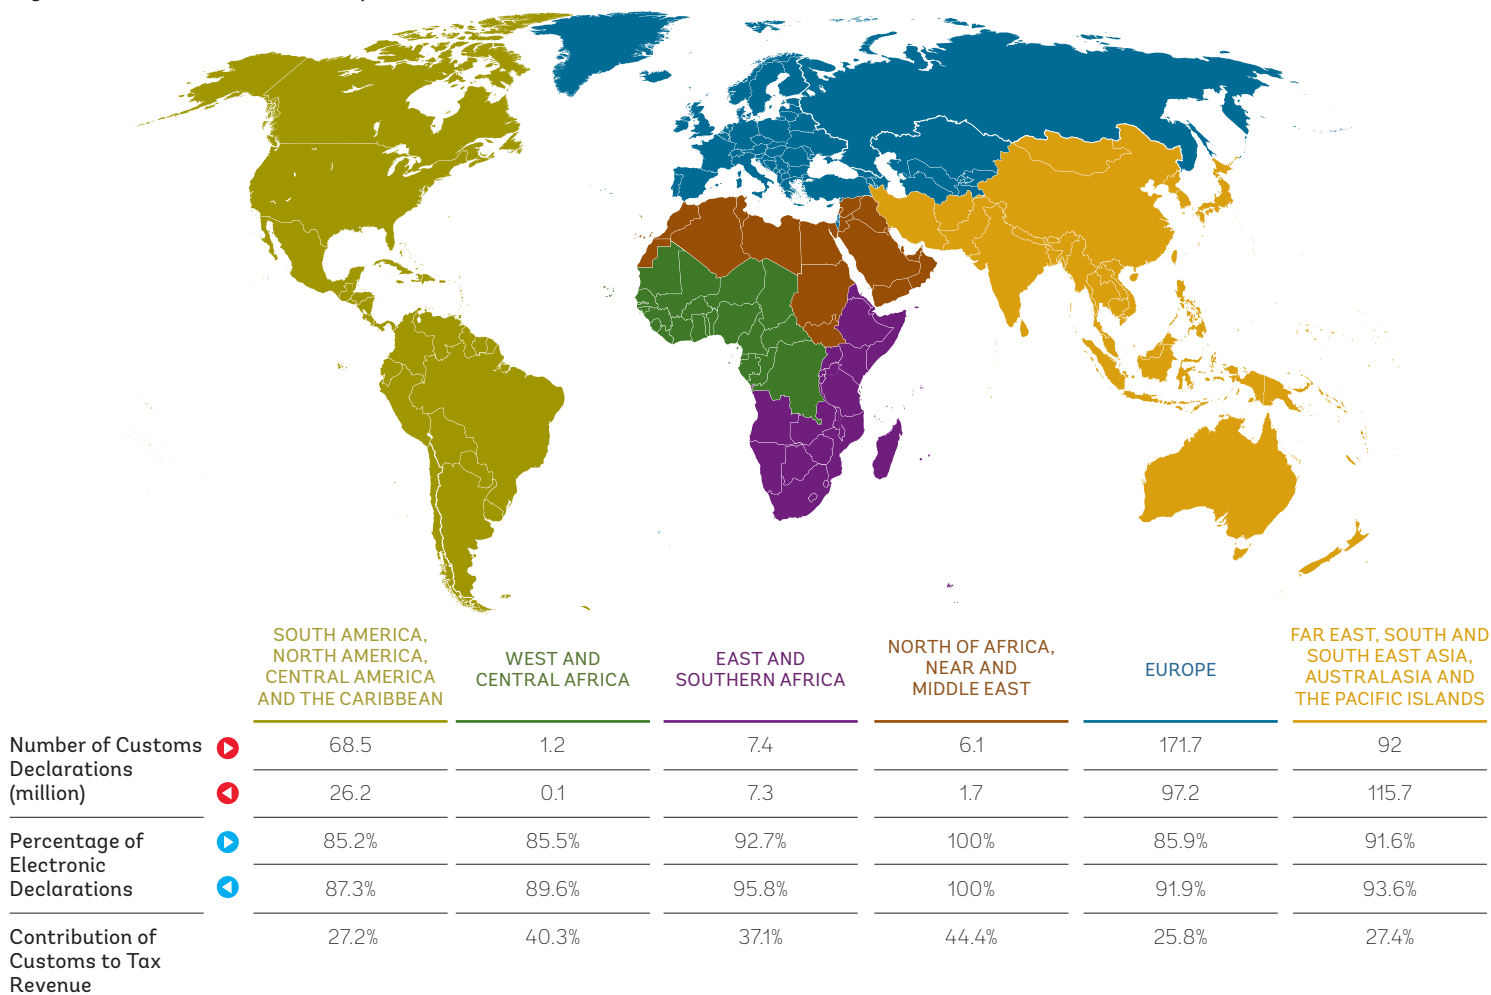 SOUTH AMERICA,
NORTH AMERICA,
CENTRAL AMERICA
AND THE CARIBBEAN
WEST AND
CENTRAL AFRICA
EAST AND
SOUTHERN AFRICA
NORTH OF AFRICA,
NEAR AND
MIDDLE EAST
EUROPE
FAR EAST, SOUTH AND
SOUTH EAST ASIA,
AUSTRALASIA AND
THE PACIFIC ISLANDS
Number of Customs
Declarations
(million)
68.5 1.2 7.4 6.1 171.7 92
26.2 0.1 7.3 1.7 97.2 115.7
Percentage of
Electronic
Declarations
85.2% 85.5% 92.7% 100% 85.9% 91.6%
87.3% 89.6% 95.8% 100% 91.9% 93.6%
Contribution of
Customs to Tax
Revenue
27.2% 40.3% 37.1% 44.4% 25.8% 27.4%